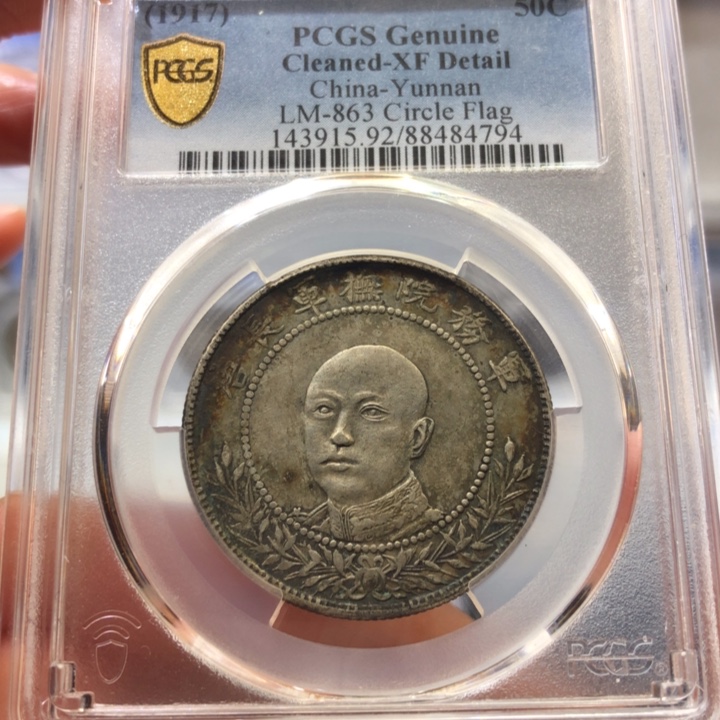 (1917) 50C
PCGS
PCGS Genuine
Cleaned-XF Detail
China-Yunnan
LM-863 Circle Flag
143915.92/88484794
軍務院撫軍長唐
PCGS